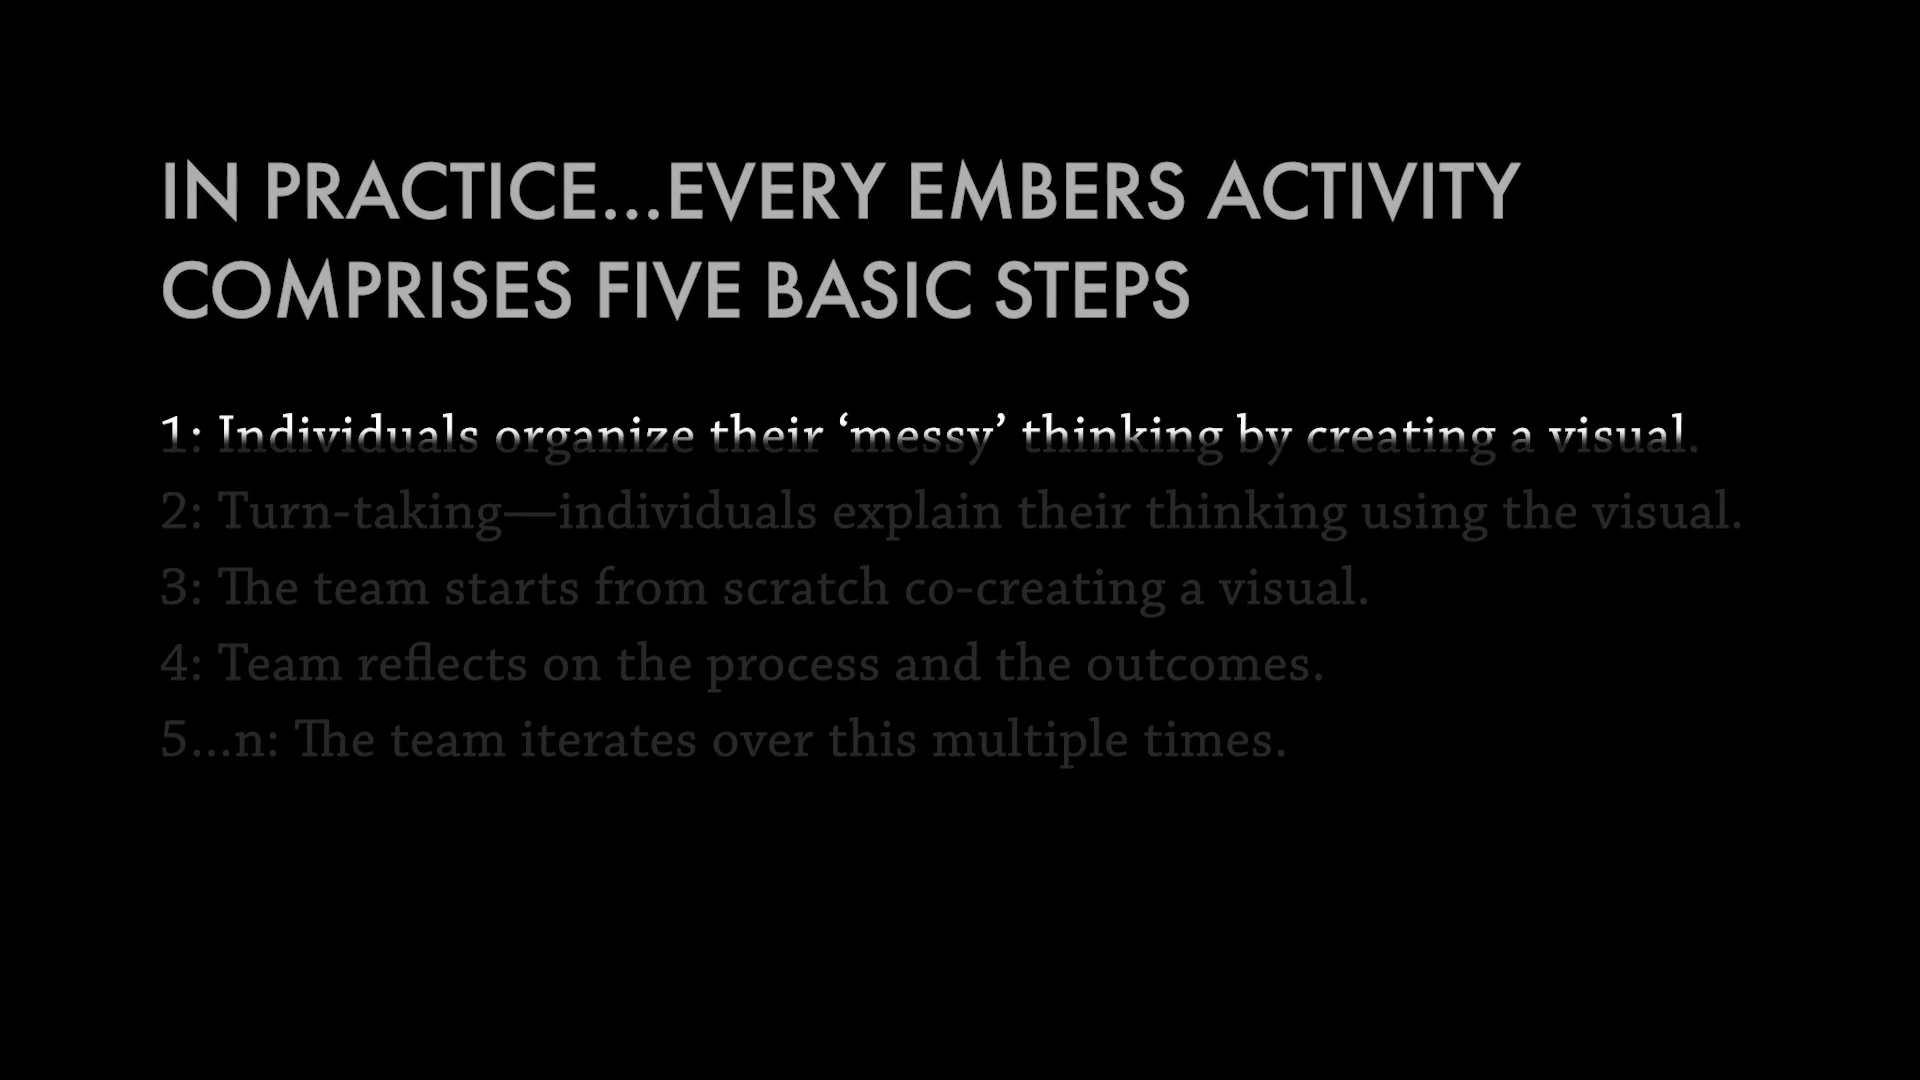 IN PRACTICE...EVERY EMBERS ACTIVITY
COMPRISES FIVE BASIC STEPS
1: Individuals organize their ‘messy’ thinking by creating a visual.
2: Turn-taking—individuals explain their thinking using the visual.
3: The team starts from scratch co-creating a visual.
4: Team reflects on the process and the outcomes.
5...n: The team iterates over this multiple times.